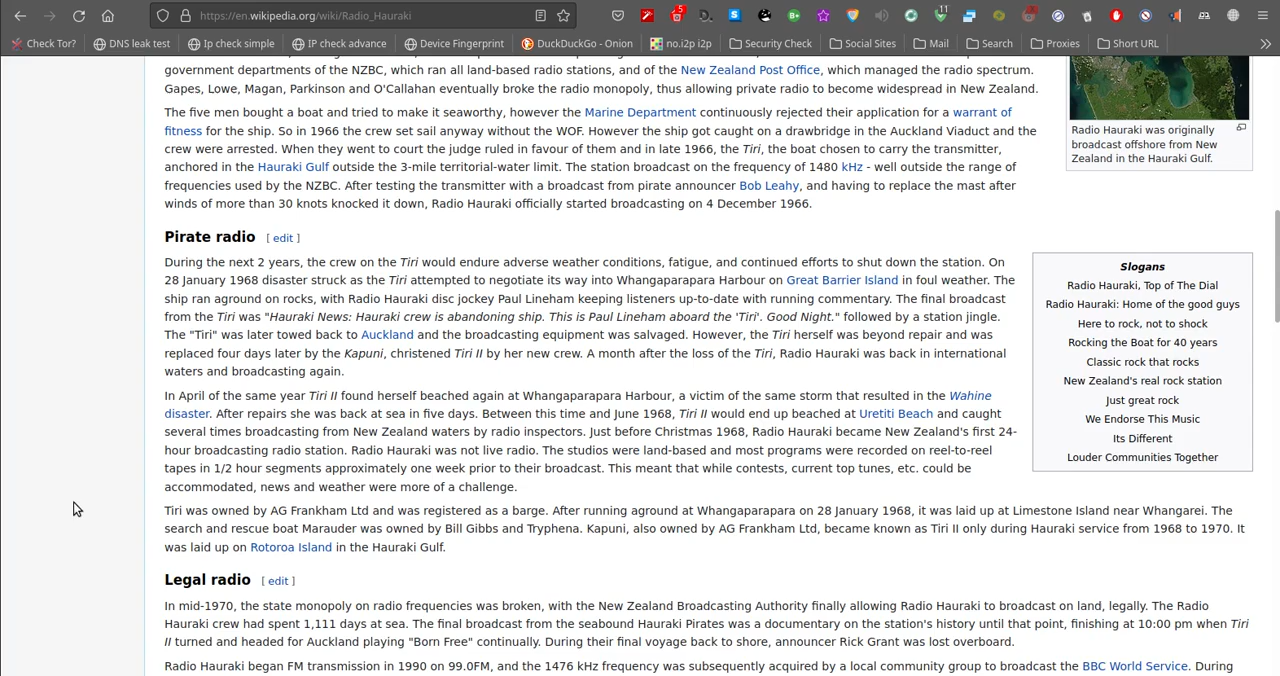 https://en.wikipedia.org/wiki/Radio_Hauraki
5
11
Check Tor?
DNS leak test
Ip check simple
IP check advance
Device Fingerprint
DuckDuckGo - Onion
no.i2p i2p
Security Check
Social Sites
Mail
Search
Proxies
Short URL
government departments of the NZBC, which ran all land-based radio stations, and of the New Zealand Post Office, which managed the radio spectrum.
Gapes, Lowe, Magan, Parkinson and O'Callahan eventually broke the radio monopoly, thus allowing private radio to become widespread in New Zealand.
The five men bought a boat and tried to make it seaworthy, however the Marine Department continuously rejected their application for a warrant of
fitness for the ship. So in 1966 the crew set sail anyway without the WOF. However the ship got caught on a drawbridge in the Auckland Viaduct and the
crew were arrested. When they went to court the judge ruled in favour of them and in late 1966, the Tiri, the boat chosen to carry the transmitter,
anchored in the Hauraki Gulf outside the 3-mile territorial-water limit. The station broadcast on the frequency of 1480 kHz - well outside the range of
frequencies used by the NZBC. After testing the transmitter with a broadcast from pirate announcer Bob Leahy, and having to replace the mast after
winds of more than 30 knots knocked it down, Radio Hauraki officially started broadcasting on 4 December 1966.
Radio Hauraki was originally
broadcast offshore from New
Zealand in the Hauraki Gulf.
Pirate radio [ edit ]
During the next 2 years, the crew on the Tiri would endure adverse weather conditions, fatigue, and continued efforts to shut down the station. On
28 January 1968 disaster struck as the Tiri attempted to negotiate its way into Whangaparapara Harbour on Great Barrier Island in foul weather. The
ship ran aground on rocks, with Radio Hauraki disc jockey Paul Lineham keeping listeners up-to-date with running commentary. The final broadcast
from the Tiri was "Hauraki News: Hauraki crew is abandoning ship. This is Paul Lineham aboard the 'Tiri'. Good Night." followed by a station jingle.
The "Tiri" was later towed back to Auckland and the broadcasting equipment was salvaged. However, the Tiri herself was beyond repair and was
replaced four days later by the Kapuni, christened Tiri II by her new crew. A month after the loss of the Tiri, Radio Hauraki was back in international
waters and broadcasting again.
In April of the same year Tiri II found herself beached again at Whangaparapara Harbour, a victim of the same storm that resulted in the Wahine
disaster. After repairs she was back at sea in five days. Between this time and June 1968, Tiri II would end up beached at Uretiti Beach and caught
several times broadcasting from New Zealand waters by radio inspectors. Just before Christmas 1968, Radio Hauraki became New Zealand's first 24-
hour broadcasting radio station. Radio Hauraki was not live radio. The studios were land-based and most programs were recorded on reel-to-reel
tapes in 1/2 hour segments approximately one week prior to their broadcast. This meant that while contests, current top tunes, etc. could be
accommodated, news and weather were more of a challenge.
Slogans
Radio Hauraki, Top of The Dial
Radio Hauraki: Home of the good guys
Here to rock, not to shock
Rocking the Boat for 40 years
Classic rock that rocks
New Zealand's real rock station
Just great rock
We Endorse This Music
Its Different
Louder Communities Together
Tiri was owned by AG Frankham Ltd and was registered as a barge. After running aground at Whangaparapara on 28 January 1968, it was laid up at Limestone Island near Whangarei. The
search and rescue boat Marauder was owned by Bill Gibbs and Tryphena. Kapuni, also owned by AG Frankham Ltd, became known as Tiri II only during Hauraki service from 1968 to 1970. It
was laid up on Rotoroa Island in the Hauraki Gulf.
Legal radio [ edit ]
In mid-1970, the state monopoly on radio frequencies was broken, with the New Zealand Broadcasting Authority finally allowing Radio Hauraki to broadcast on land, legally. The Radio
Hauraki crew had spent 1,111 days at sea. The final broadcast from the seabound Hauraki Pirates was a documentary on the station's history until that point, finishing at 10:00 pm when Tiri
II turned and headed for Auckland playing "Born Free" continually. During their final voyage back to shore, announcer Rick Grant was lost overboard.
Radio Hauraki began FM transmission in 1990 on 99.0FM, and the 1476 kHz frequency was subsequently acquired by a local community group to broadcast the BBC World Service. During